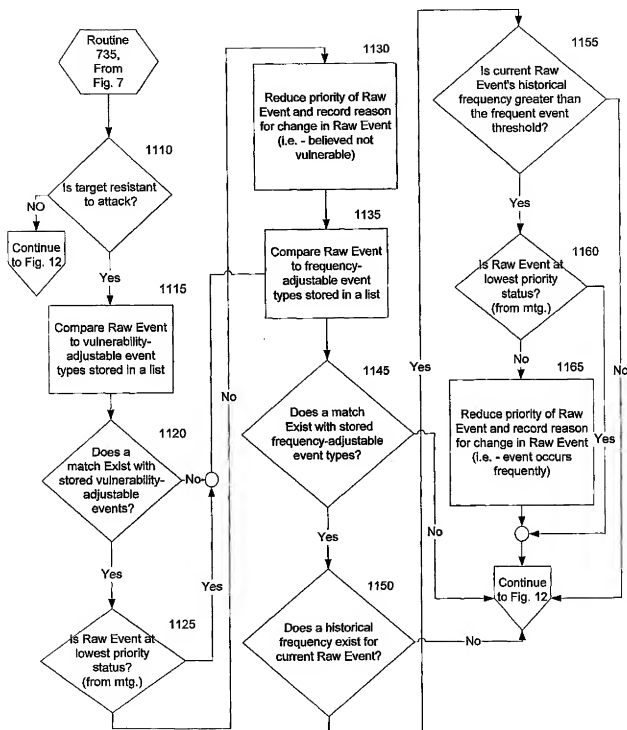 Routine
735,
From
Fig. 7
1110
Is target resistant
to attack?
NO
Continue
to Fig. 12
Yes
1115
Compare Raw Event
to vulnerability-
adjustable event
types stored in a list
1120
Does a
match Exist with
stored vulnerability-
adjustable
events?
No
Yes
Yes
1125
Is Raw Event at
lowest priority
status?
(from mtg.)
No
1130
Reduce priority of Raw
Event and record reason
for change in Raw Event
(i.e. - believed not
vulnerable)
1135
Compare Raw Event
to frequency-
adjustable event
types stored in a list
1145
Does a match
Exist with stored
frequency-adjustable
event types?
No
Yes
1150
Does a historical
frequency exist for
current Raw Event?
No
Yes
1155
Is current Raw
Event's historical
frequency greater than
the frequent event
threshold?
No
Yes
1160
Is Raw Event at
lowest priority
status?
(from mtg.)
No
Yes
1165
Reduce priority of Raw
Event and record reason
for change in Raw Event
(i.e. - event occurs
frequently)
Continue
to Fig. 12